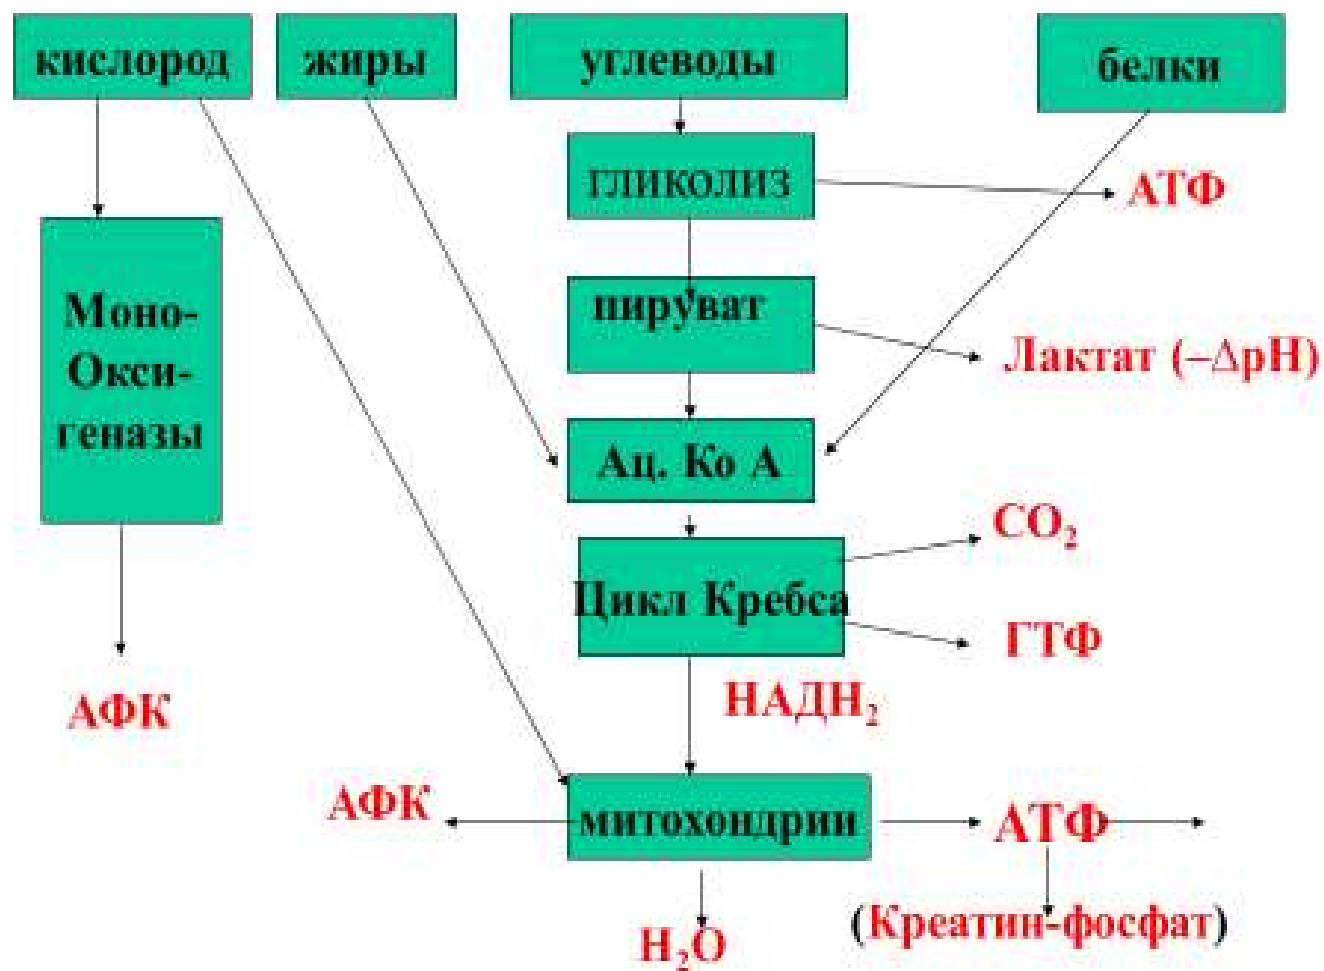 кислород
жиры
углеводы
белки
гликолиз
АТФ
Моно-
Окси-
геназы
пируват
Лактат (–ΔpH)
Ац. Ко А
CO₂
Цикл Кребса
ГТФ
АФК
НАДН₂
АФК
митохондрии
АТФ
(Креатин-фосфат)
H₂O